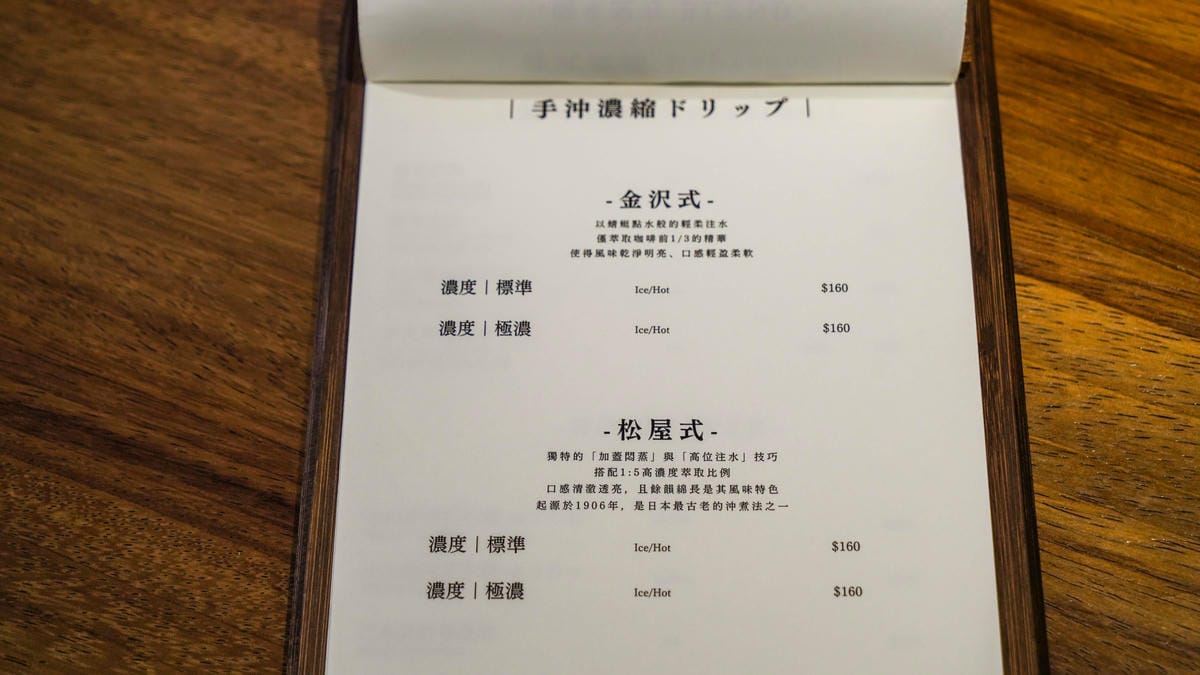 ｜手沖濃縮ドリップ｜
-金沢式-
以蜻蜓點水般的輕柔注水
僅萃取咖啡前1/3的精華
使得風味乾淨明亮、口感輕盈柔軟
濃度｜標準 Ice/Hot $160
濃度｜極濃 Ice/Hot $160
-松屋式-
獨特的「加蓋悶蒸」與「高位注水」技巧
搭配1:5高濃度萃取比例
口感清澈透亮，且餘韻綿長是其風味特色
起源於1906年，是日本最古老的沖煮法之一
濃度｜標準 Ice/Hot $160
濃度｜極濃 Ice/Hot $160